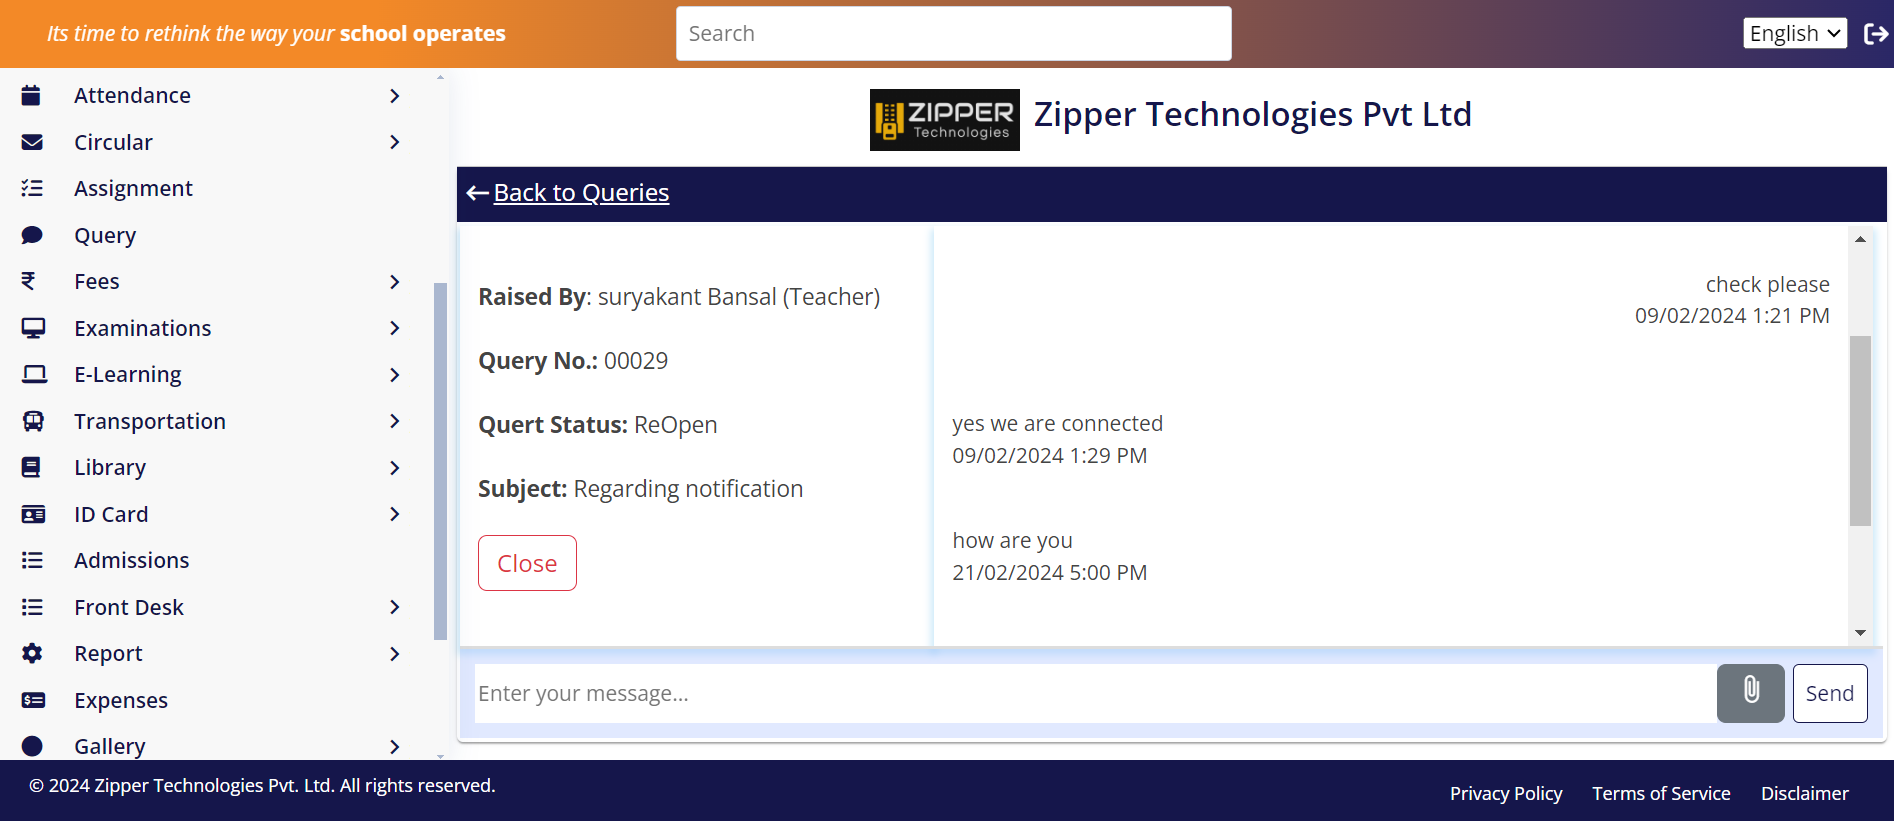 Its time to rethink the way your school operates
Search
English
Attendance
Circular
Assignment
Query
Fees
Examinations
E-Learning
Transportation
Library
ID Card
Admissions
Front Desk
Report
Expenses
Gallery
ZIPPER
Technologies
Zipper Technologies Pvt Ltd
Back to Queries
Raised By: suryakant Bansal (Teacher)
Query No.: 00029
Quert Status: ReOpen
Subject: Regarding notification
Close
check please
09/02/2024 1:21 PM
yes we are connected
09/02/2024 1:29 PM
how are you
21/02/2024 5:00 PM
Enter your message...
Send
© 2024 Zipper Technologies Pvt. Ltd. All rights reserved.
Privacy Policy
Terms of Service
Disclaimer